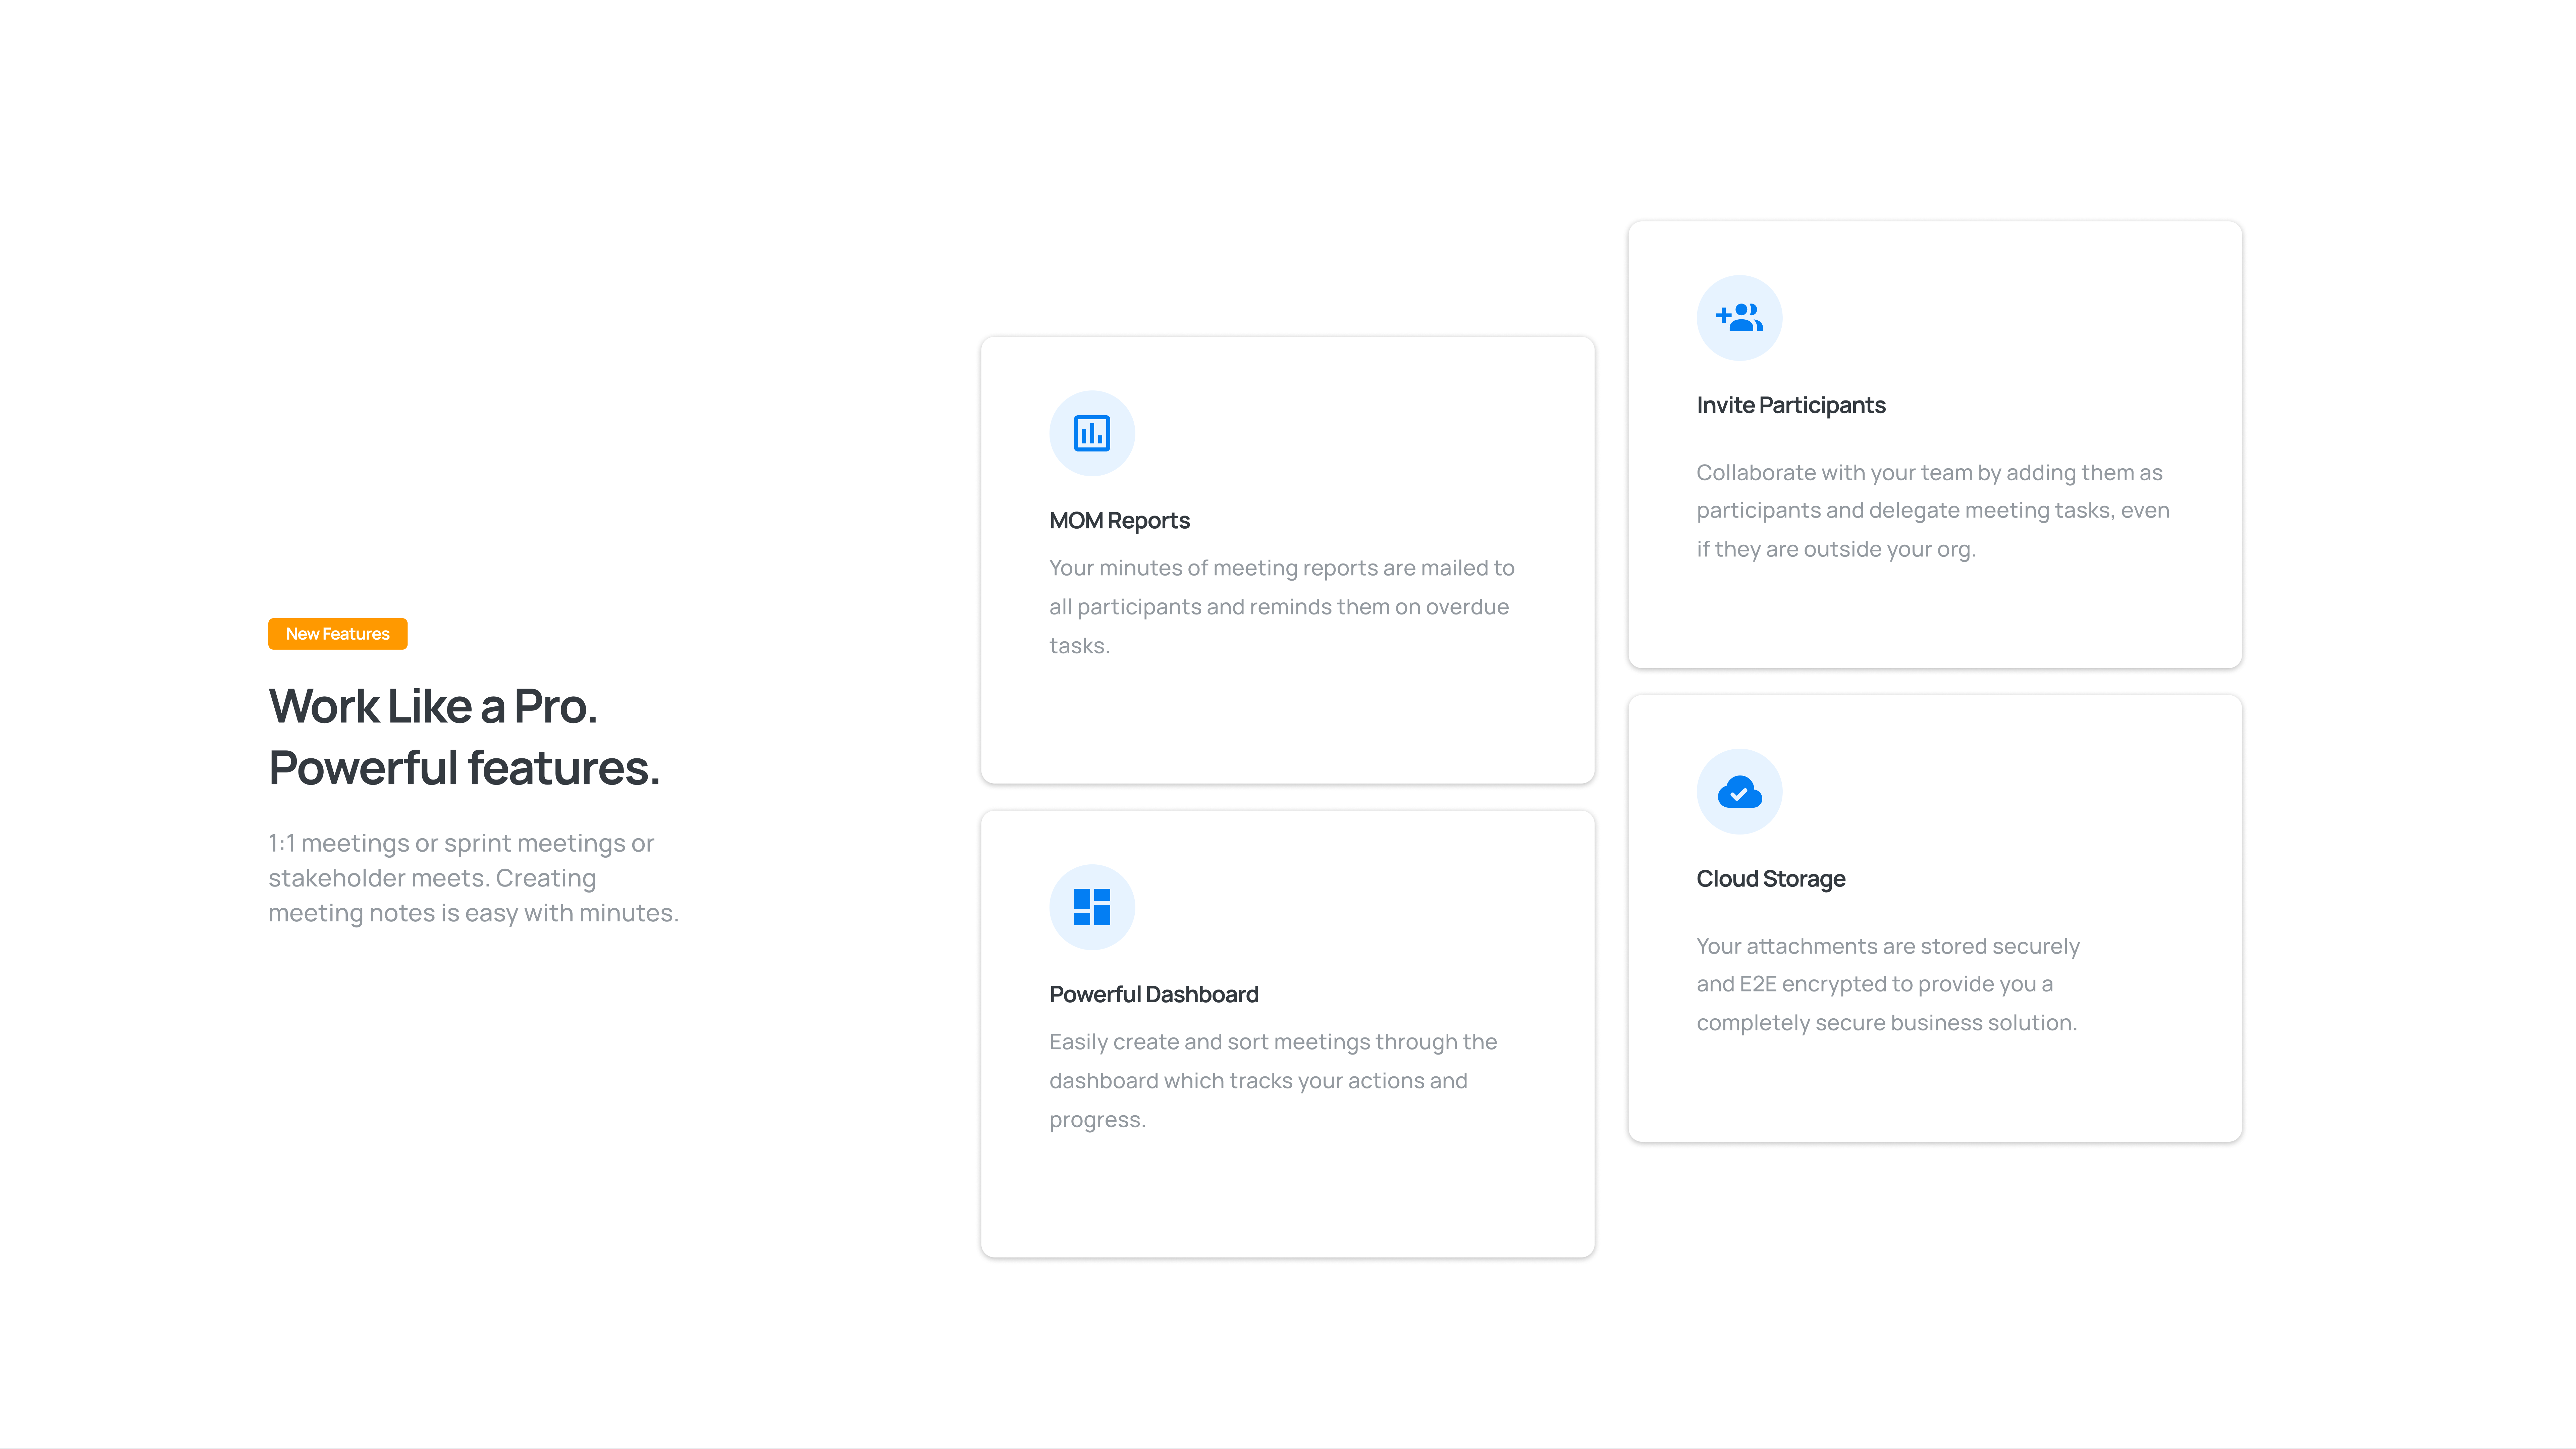 New Features
Work Like a Pro.
Powerful features.
1:1 meetings or sprint meetings or
stakeholder meets. Creating
meeting notes is easy with minutes.
MOM Reports
Your minutes of meeting reports are mailed to
all participants and reminds them on overdue
tasks.
Powerful Dashboard
Easily create and sort meetings through the
dashboard which tracks your actions and
progress.
Invite Participants
Collaborate with your team by adding them as
participants and delegate meeting tasks, even
if they are outside your org.
Cloud Storage
Your attachments are stored securely
and E2E encrypted to provide you a
completely secure business solution.